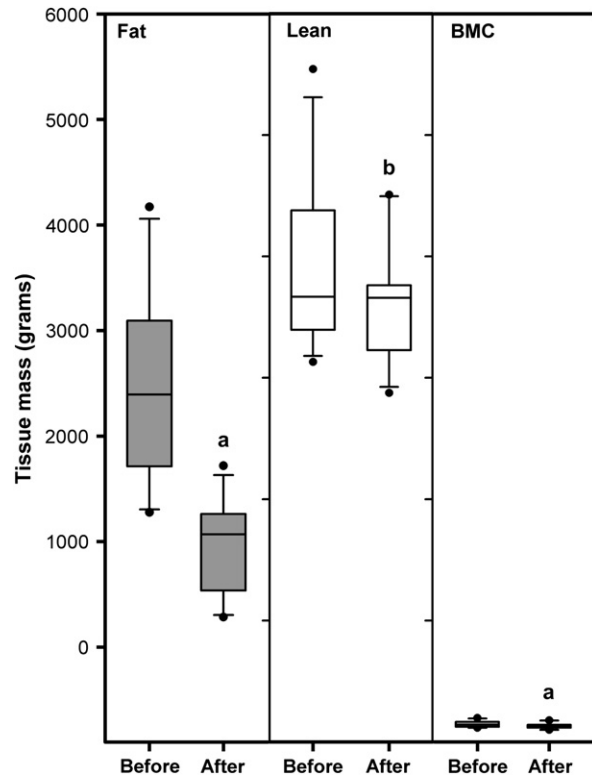 Fat Lean BMC
6000
5000
4000
3000
2000
1000
0
Tissue mass (grams)
a
b
a
Before After Before After Before After